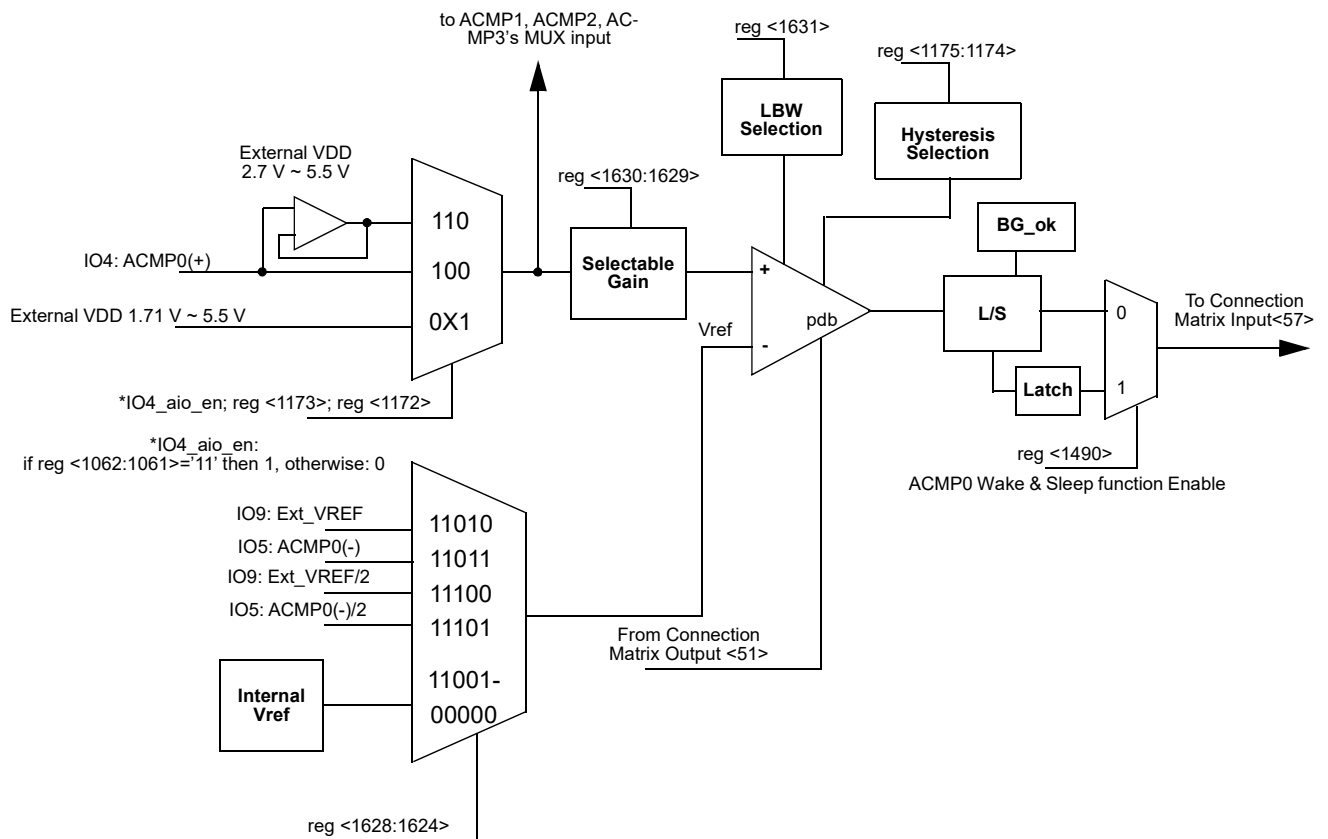 to ACMP1, ACMP2, AC-
MP3's MUX input
reg <1631>
reg <1175:1174>
LBW
Selection
Hysteresis
Selection
External VDD
2.7 V ~ 5.5 V
reg <1630:1629>
110
BG_ok
IO4: ACMP0(+)
100
Selectable
Gain
+
External VDD 1.71 V ~ 5.5 V
0X1
Vref
-
pdb
L/S
0
To Connection
Matrix Input<57>
Latch
1
*IO4_aio_en; reg <1173>; reg <1172>
*IO4_aio_en:
if reg <1062:1061>='11' then 1, otherwise: 0
reg <1490>
ACMP0 Wake & Sleep function Enable
IO9: Ext_VREF
11010
IO5: ACMP0(-)
11011
IO9: Ext_VREF/2
11100
IO5: ACMP0(-)/2
11101
From Connection
Matrix Output <51>
Internal
Vref
11001-
00000
reg <1628:1624>